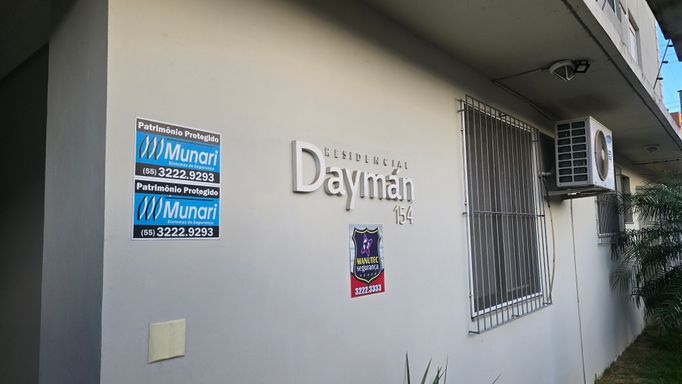 Patrimônio Protegido
Munari
Sistemas de Segurança
(55) 3222.9293
Patrimônio Protegido
Munari
Sistemas de Segurança
(55) 3222.9293
RESIDENCIAL
Daymán
154
MANUTEC
segurança
3222.3333